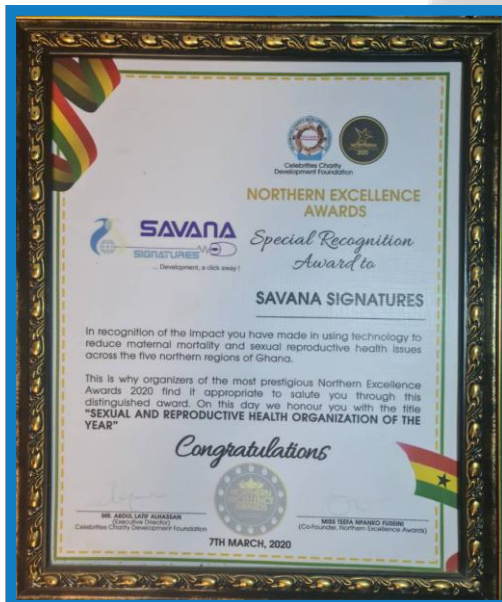 Celebrities Charity
Development Foundation
NORTHERN EXCELLENCE
AWARDS
SAVANA
SIGNATURES
... Development, a click away!
Special Recognition
Award to
SAVANA SIGNATURES
In recognition of the impact you have made in using technology to
reduce maternal mortality and sexual reproductive health issues
across the five northern regions of Ghana.
This is why organizers of the most prestigious Northern Excellence
Awards 2020 find it appropriate to salute you through this
distinguished award. On this day we honour you with the title
"SEXUAL AND REPRODUCTIVE HEALTH ORGANIZATION OF THE
YEAR"
Congratulations
MR. ABDUL LATIF ALHASSAN
(Executive Director)
Celebrities Charity Development Foundation
MISS TEEFA NPANKO FUSEINI
(Co-Founder, Northern Excellence Awards)
7TH MARCH, 2020